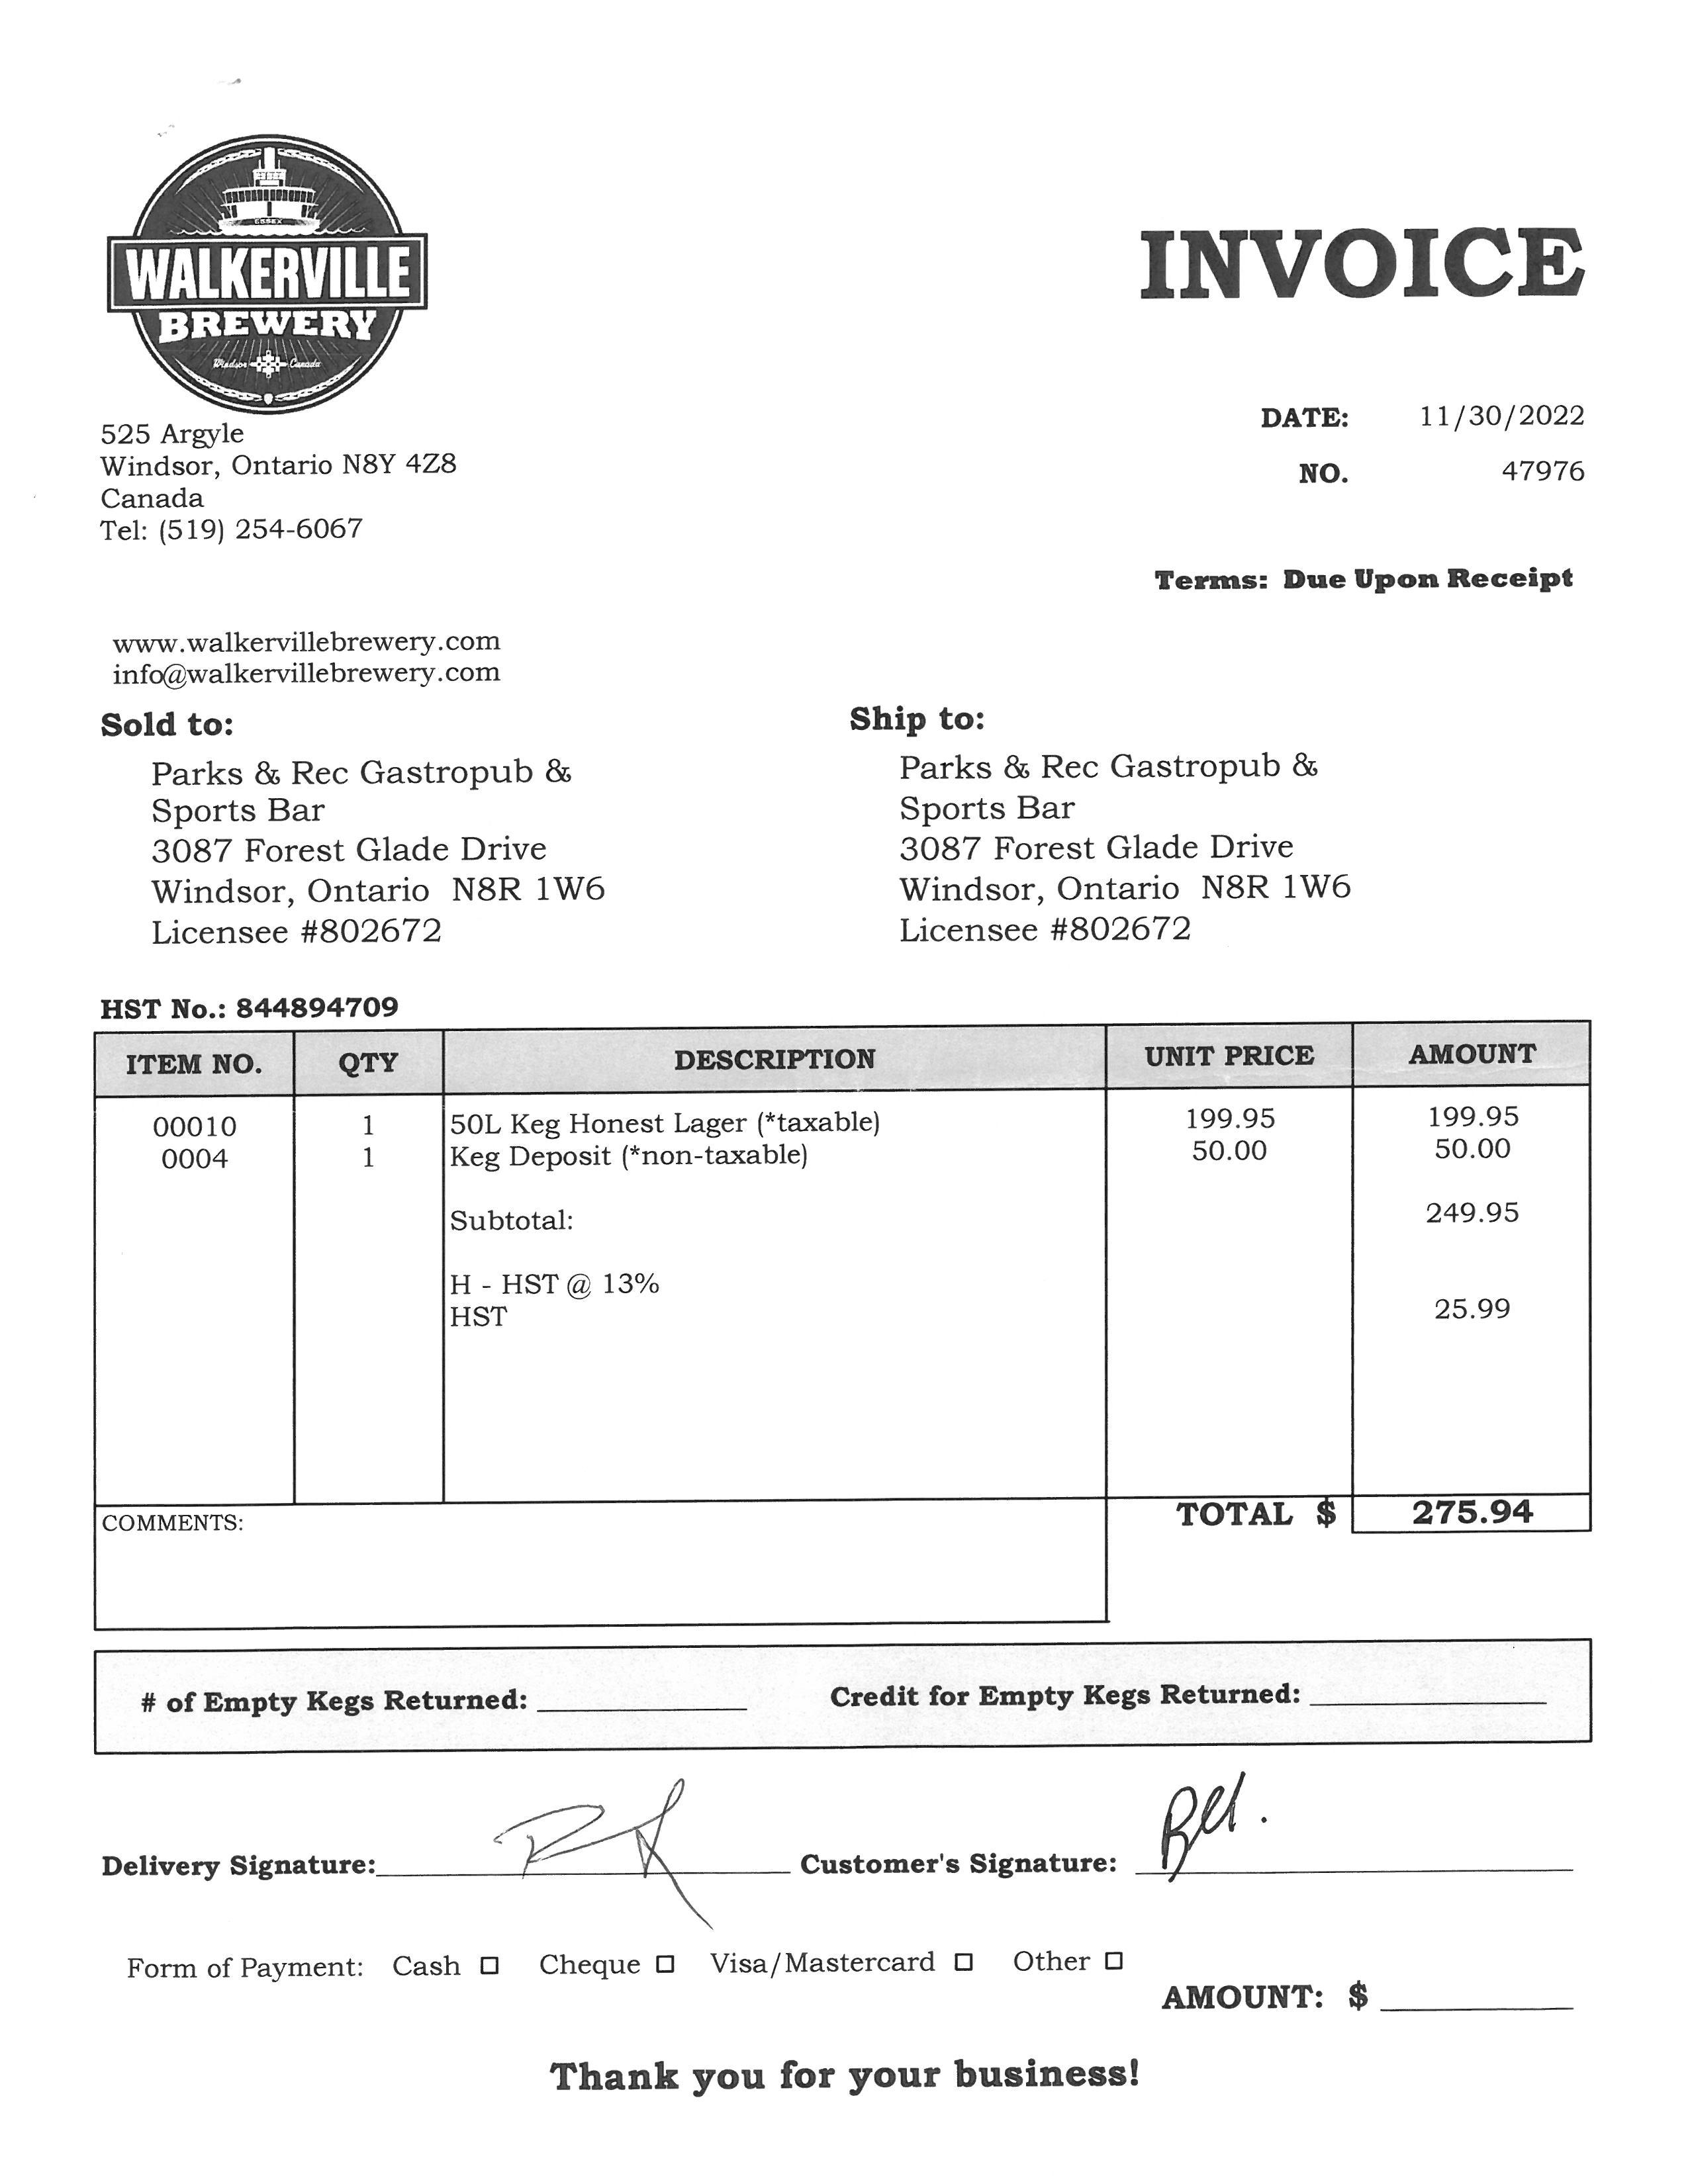 ESSEX
WALKERVILLE
BREWERY
Windsor Canada
INVOICE
525 Argyle
Windsor, Ontario N8Y 4Z8
Canada
Tel: (519) 254-6067
DATE: 11/30/2022
NO. 47976
Terms: Due Upon Receipt
www.walkervillebrewery.com
info@walkervillebrewery.com
Sold to:
Parks & Rec Gastropub &
Sports Bar
3087 Forest Glade Drive
Windsor, Ontario N8R 1W6
Licensee #802672
Ship to:
Parks & Rec Gastropub &
Sports Bar
3087 Forest Glade Drive
Windsor, Ontario N8R 1W6
Licensee #802672
HST No.: 844894709
ITEM NO. QTY DESCRIPTION UNIT PRICE AMOUNT
00010 1 50L Keg Honest Lager (*taxable) 199.95 199.95
0004 1 Keg Deposit (*non-taxable) 50.00 50.00
Subtotal: 249.95
H - HST @ 13%
HST 25.99
TOTAL $ 275.94
COMMENTS:
# of Empty Kegs Returned: Credit for Empty Kegs Returned:
Delivery Signature: Customer's Signature:
Form of Payment: Cash □ Cheque □ Visa/Mastercard □ Other □
AMOUNT: $
Thank you for your business!